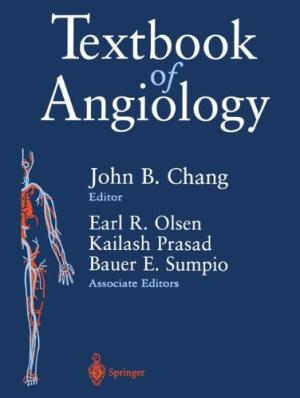 Textbook
of
Angiology
John B. Chang
Editor
Earl R. Olsen
Kailash Prasad
Bauer E. Sumpio
Associate Editors
Springer